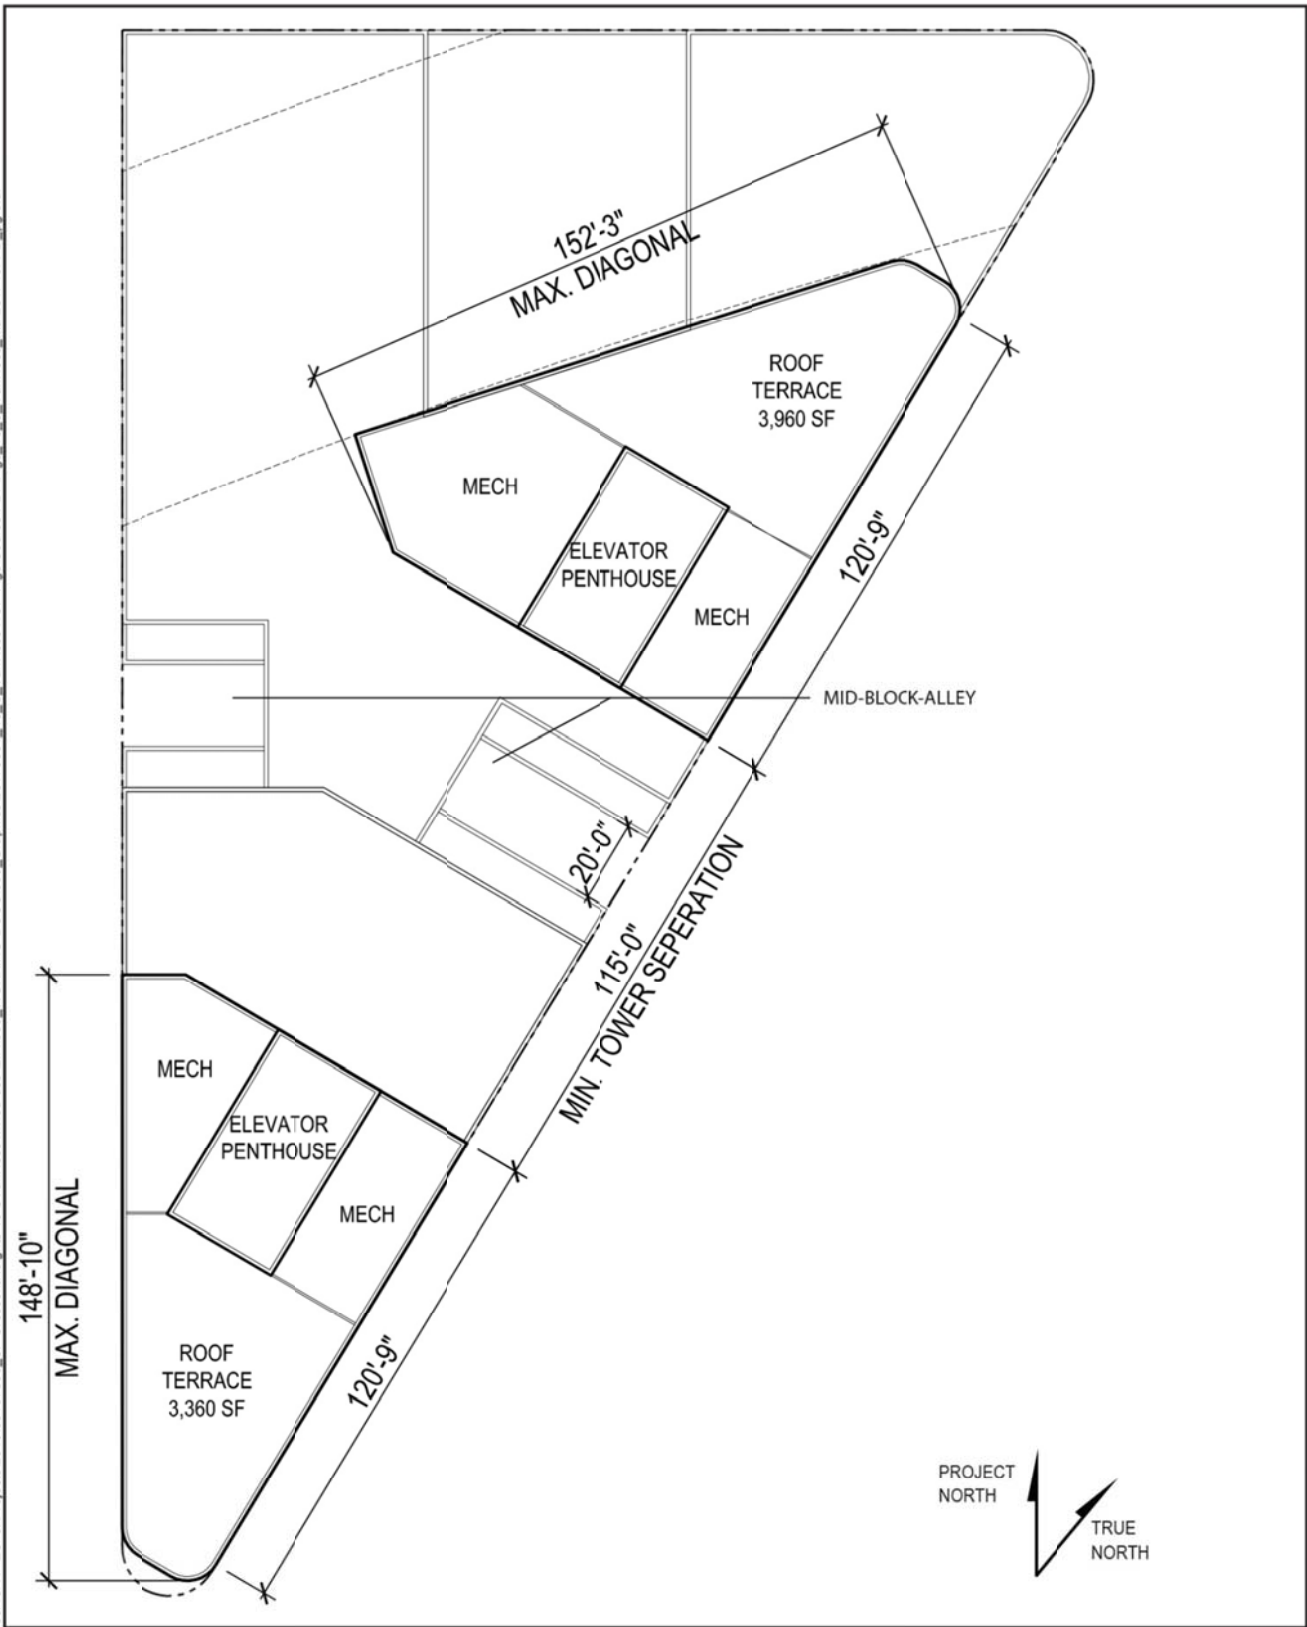 152'-3"
MAX. DIAGONAL
ROOF
TERRACE
3,960 SF
MECH
ELEVATOR
PENTHOUSE
MECH
120'-9"
MID-BLOCK-ALLEY
20'-0"
115'-0"
MIN. TOWER SEPERATION
MECH
ELEVATOR
PENTHOUSE
MECH
148'-10"
MAX. DIAGONAL
ROOF
TERRACE
3,360 SF
120'-9"
PROJECT
NORTH
TRUE
NORTH